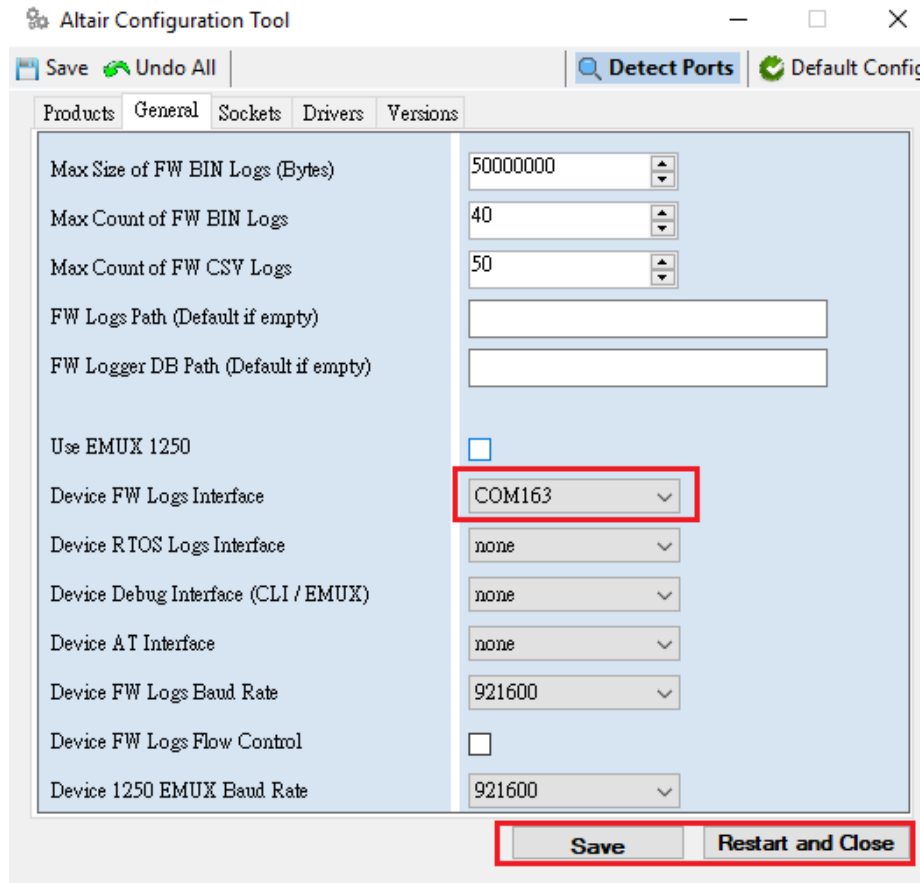 Altair Configuration Tool
Save Undo All Detect Ports Default Config
Products General Sockets Drivers Versions
Max Size of FW BIN Logs (Bytes) 50000000
Max Count of FW BIN Logs 40
Max Count of FW CSV Logs 50
FW Logs Path (Default if empty)
FW Logger DB Path (Default if empty)
Use EMUX 1250
Device FW Logs Interface COM163
Device RTOS Logs Interface none
Device Debug Interface (CLI / EMUX) none
Device AT Interface none
Device FW Logs Baud Rate 921600
Device FW Logs Flow Control
Device 1250 EMUX Baud Rate 921600
Save Restart and Close